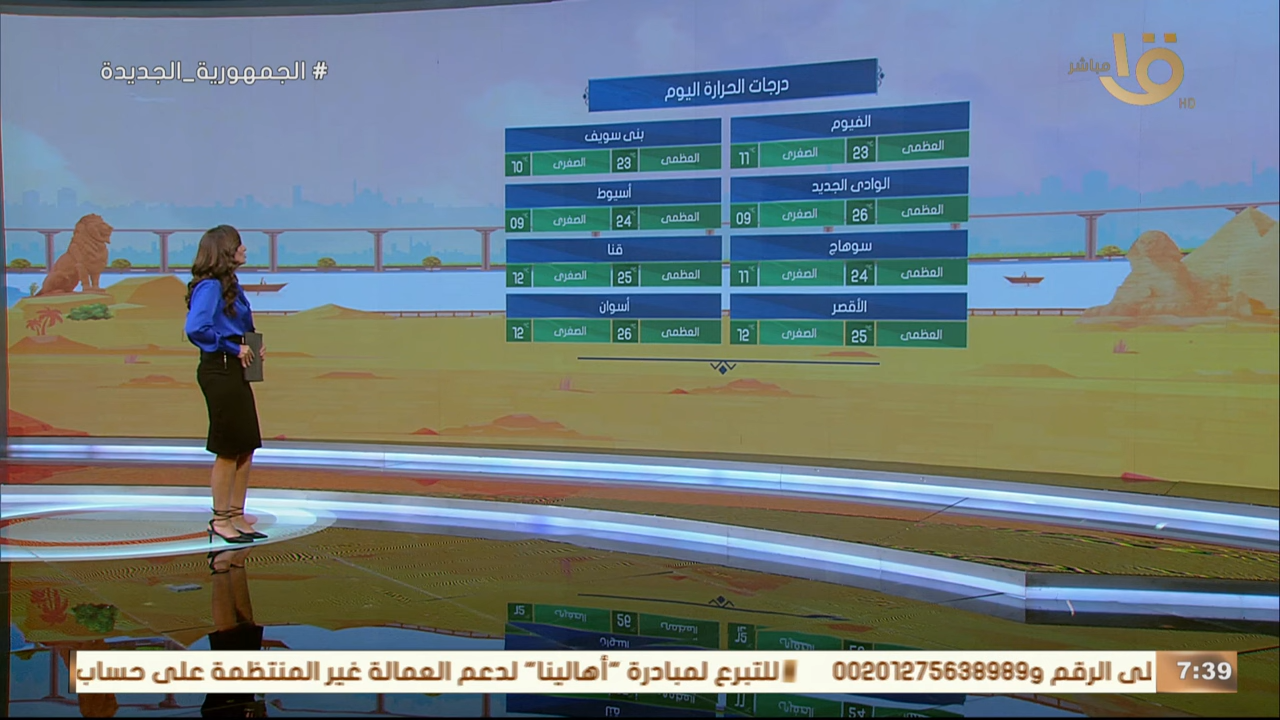 # الجمهورية_الجديدة
مباشر
HD
درجات الحرارة اليوم
الفيوم
العظمى 23 الصغرى 11
بنى سويف
العظمى 23 الصغرى 10
الوادى الجديد
العظمى 26 الصغرى 09
أسيوط
العظمى 24 الصغرى 09
سوهاج
العظمى 24 الصغرى 11
قنا
العظمى 25 الصغرى 12
الأقصر
العظمى 25 الصغرى 12
أسوان
العظمى 26 الصغرى 12
7:39
لى الرقم و00201275638989 للتبرع لمبادرة "أهالينا" لدعم العمالة غير المنتظمة على حساب